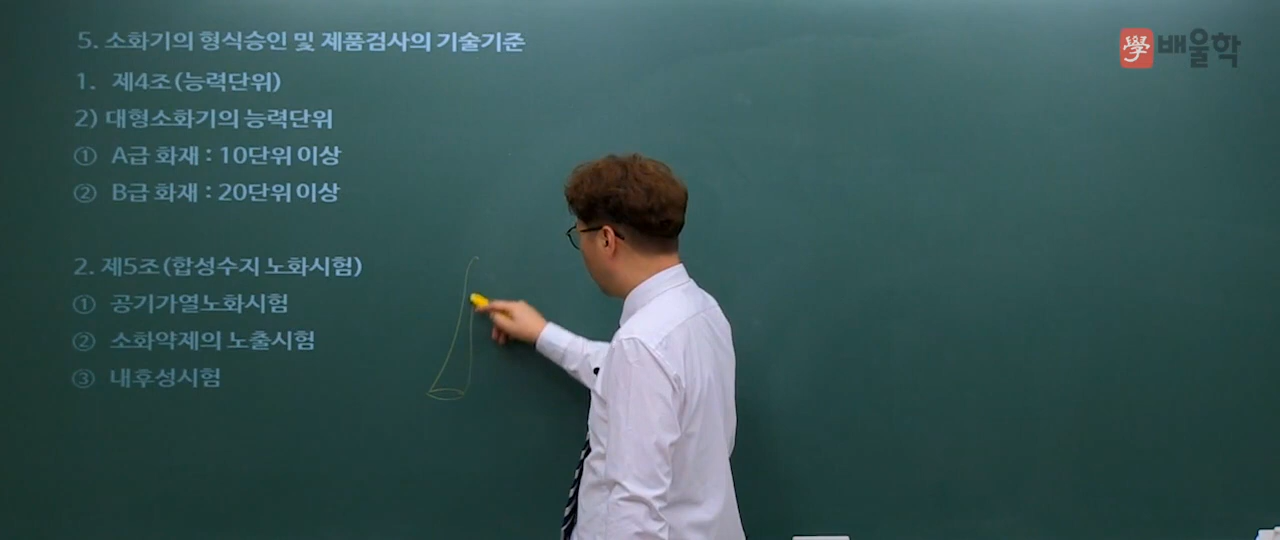 5. 소화기의 형식승인 및 제품검사의 기술기준
學 배울학
1. 제4조(능력단위)
2) 대형소화기의 능력단위
① A급 화재 : 10단위 이상
② B급 화재 : 20단위 이상
2. 제5조(합성수지 노화시험)
① 공기가열노화시험
② 소화약제의 노출시험
③ 내후성시험